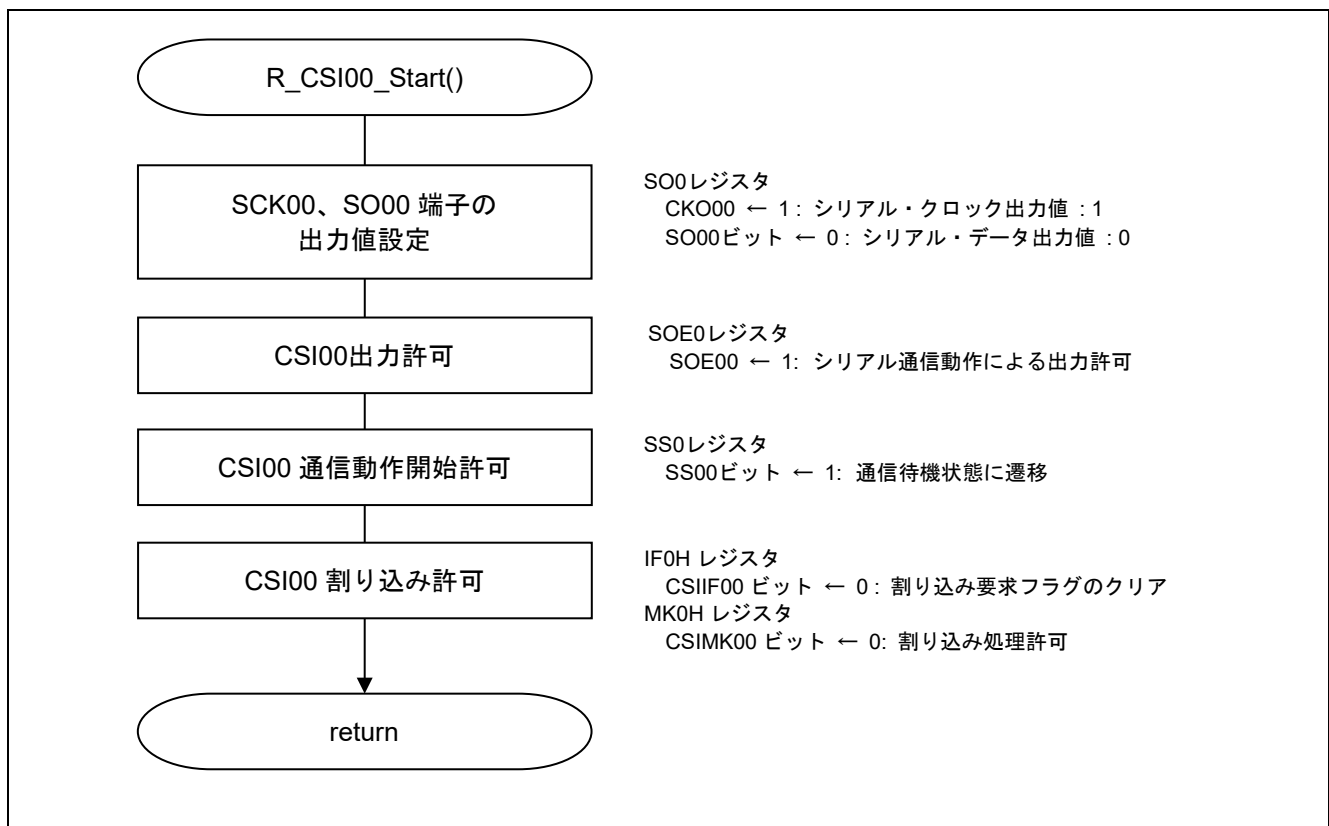 R_CSI00_Start()
SCK00、SO00 端子の
出力値設定
SO0レジスタ
CKO00 ← 1 : シリアル・クロック出力値 : 1
SO00ビット ← 0 : シリアル・データ出力値 : 0
CSI00出力許可
SOE0レジスタ
SOE00 ← 1: シリアル通信動作による出力許可
CSI00 通信動作開始許可
SS0レジスタ
SS00ビット ← 1: 通信待機状態に遷移
CSI00 割り込み許可
IF0H レジスタ
CSIIF00 ビット ← 0 : 割り込み要求フラグのクリア
MK0H レジスタ
CSIMK00 ビット ← 0: 割り込み処理許可
return